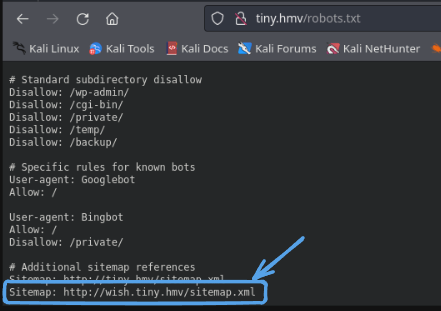 tiny.hmv/robots.txt
Kali Linux Kali Tools Kali Docs Kali Forums Kali NetHunter
# Standard subdirectory disallow
Disallow: /wp-admin/
Disallow: /cgi-bin/
Disallow: /private/
Disallow: /temp/
Disallow: /backup/
# Specific rules for known bots
User-agent: Googlebot
Allow: /
User-agent: Bingbot
Allow: /
Disallow: /private/
# Additional sitemap references
Sitemap: http://tiny.hmv/sitemap.xml
Sitemap: http://wish.tiny.hmv/sitemap.xml